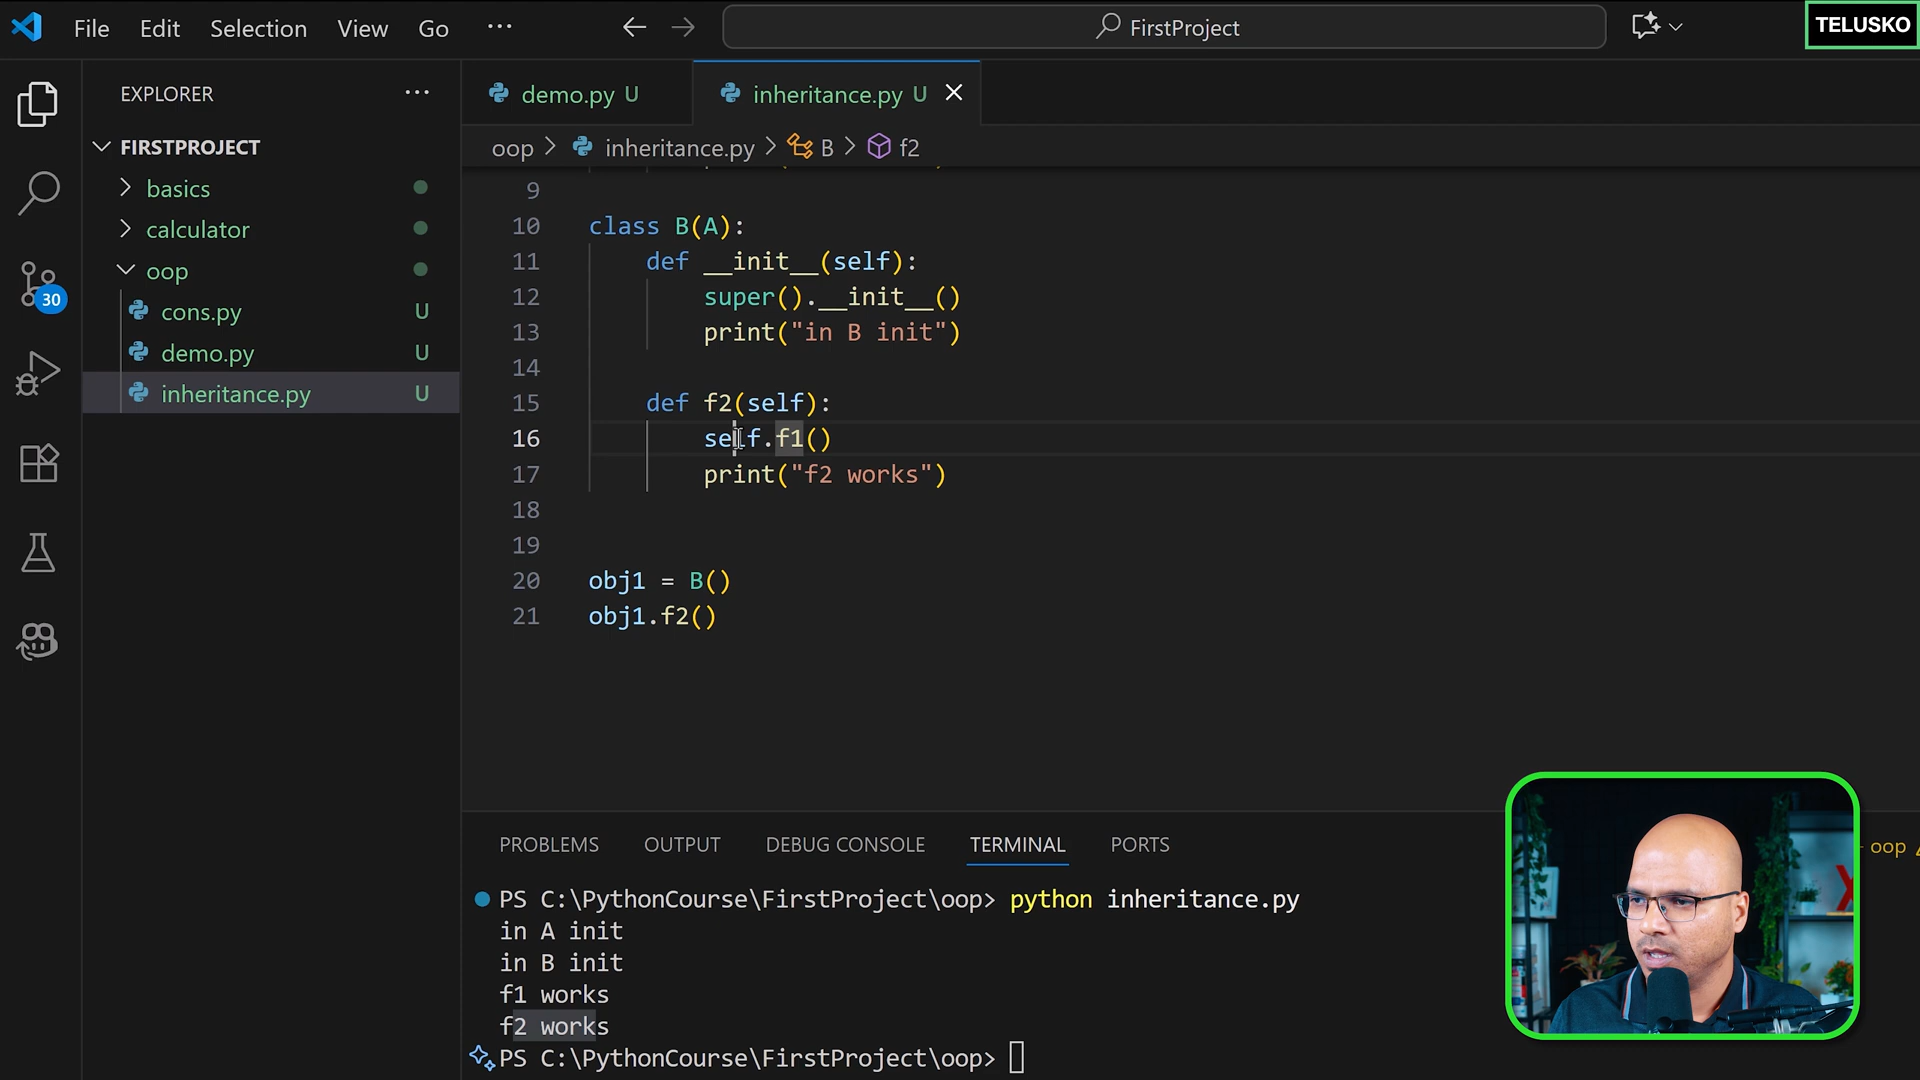 File Edit Selection View Go ...
FirstProject
TELUSKO
EXPLORER ...
FIRSTPROJECT
basics
calculator
oop
cons.py U
demo.py U
inheritance.py U
30
demo.py U
inheritance.py U
oop > inheritance.py > B > f2
9
10 class B(A):
11 def __init__(self):
12 super().__init__()
13 print("in B init")
14
15 def f2(self):
16 self.f1()
17 print("f2 works")
18
19
20 obj1 = B()
21 obj1.f2()
PROBLEMS OUTPUT DEBUG CONSOLE TERMINAL PORTS
oop
PS C:\PythonCourse\FirstProject\oop> python inheritance.py
in A init
in B init
f1 works
f2 works
PS C:\PythonCourse\FirstProject\oop>